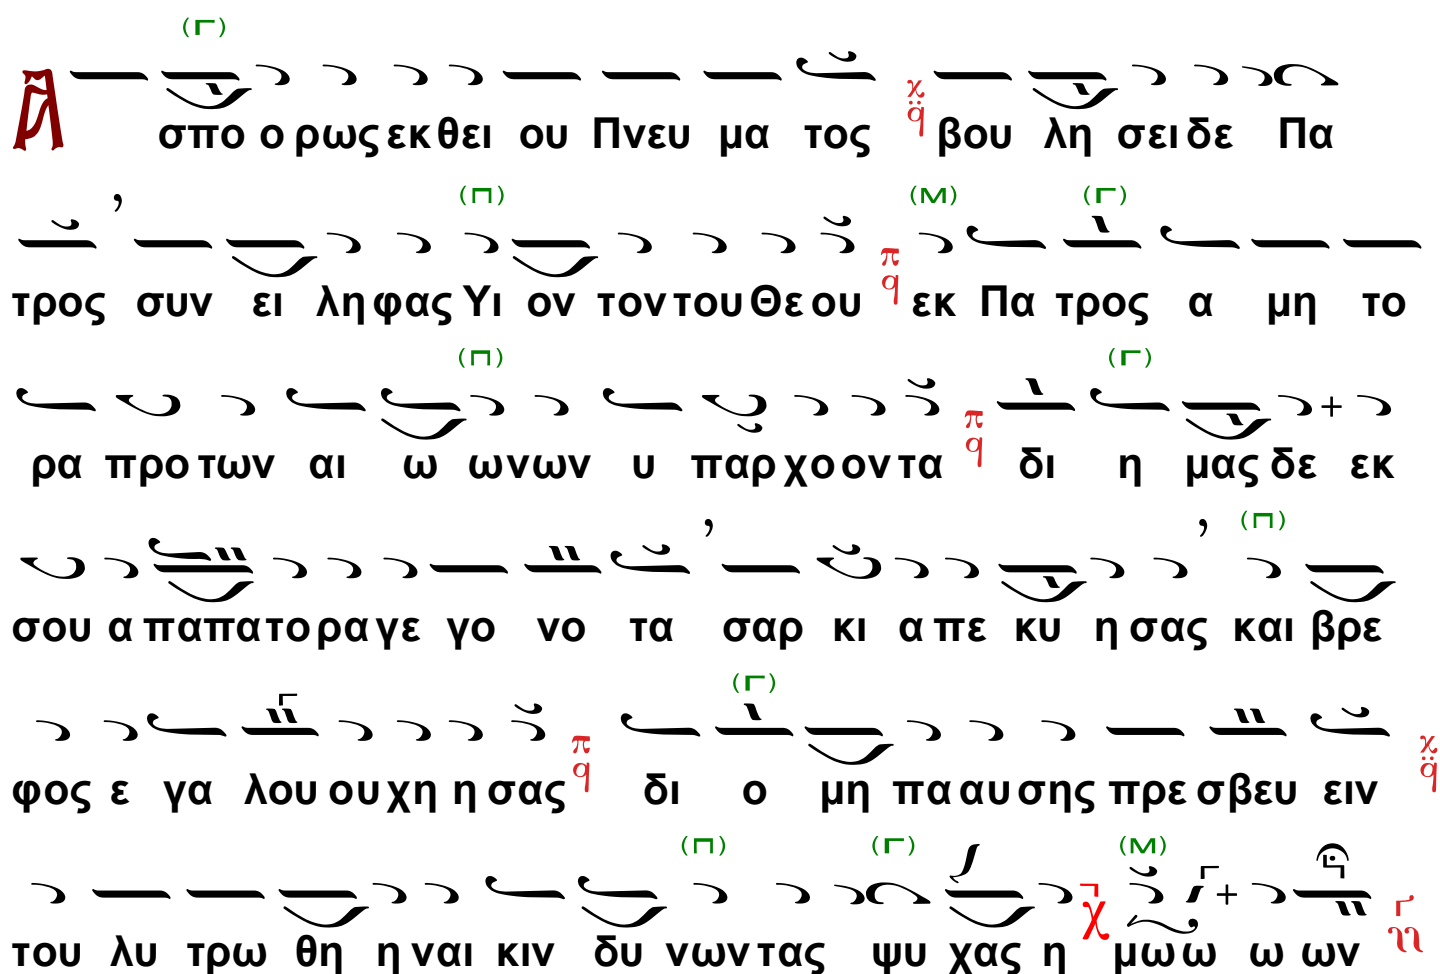 (Γ)
Ἀ σπο ο ρως εκ θει ου Πνευ μα τος χ q βου λη σει δε Πα
(Π) (Μ) (Γ)
τρος , συν ει λη φας Υι ον τον του Θε ου π q εκ Πα τρος α μη το
(Π) (Γ)
ρα προ των αι ω ων ων υ παρ χο ον τα π q δι η μας δε εκ
(Π)
σου α παπα το ρα γε γο νο τα , σαρ κι α πε κυ η σας , και βρε
(Γ)
φος ε γα λου ου χη η σας π q δι ο μη πα αυ σης πρε σβευ ειν χ q
(Π) (Γ) (Μ)
του λυ τρω θη η ναι κιν δυ νων τας ψυ χας η χ μω ω ω ων